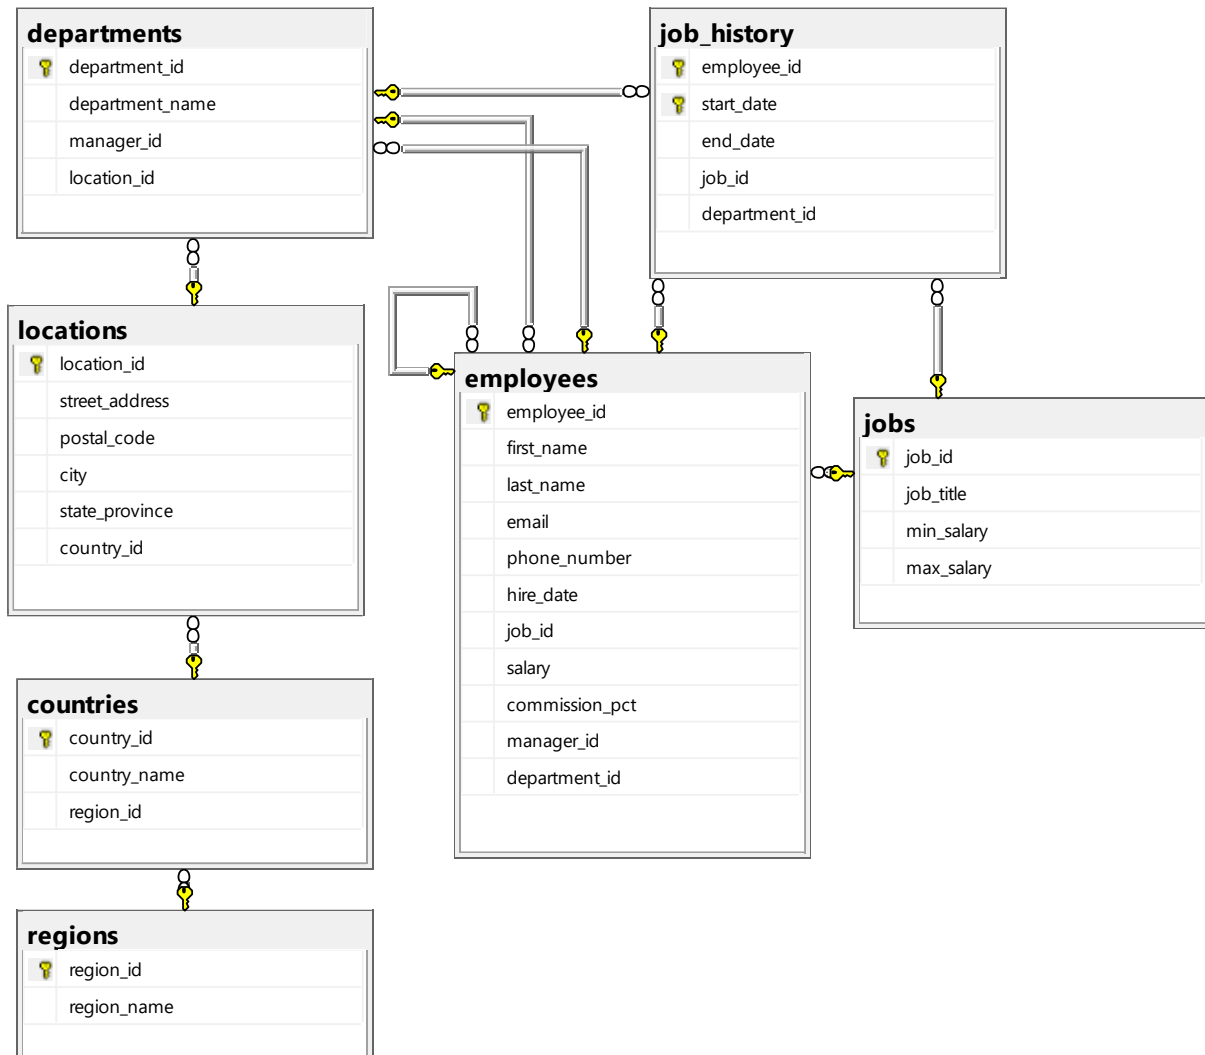 departments
department_id
department_name
manager_id
location_id
job_history
employee_id
start_date
end_date
job_id
department_id
locations
location_id
street_address
postal_code
city
state_province
country_id
employees
employee_id
first_name
last_name
email
phone_number
hire_date
job_id
salary
commission_pct
manager_id
department_id
jobs
job_id
job_title
min_salary
max_salary
countries
country_id
country_name
region_id
regions
region_id
region_name